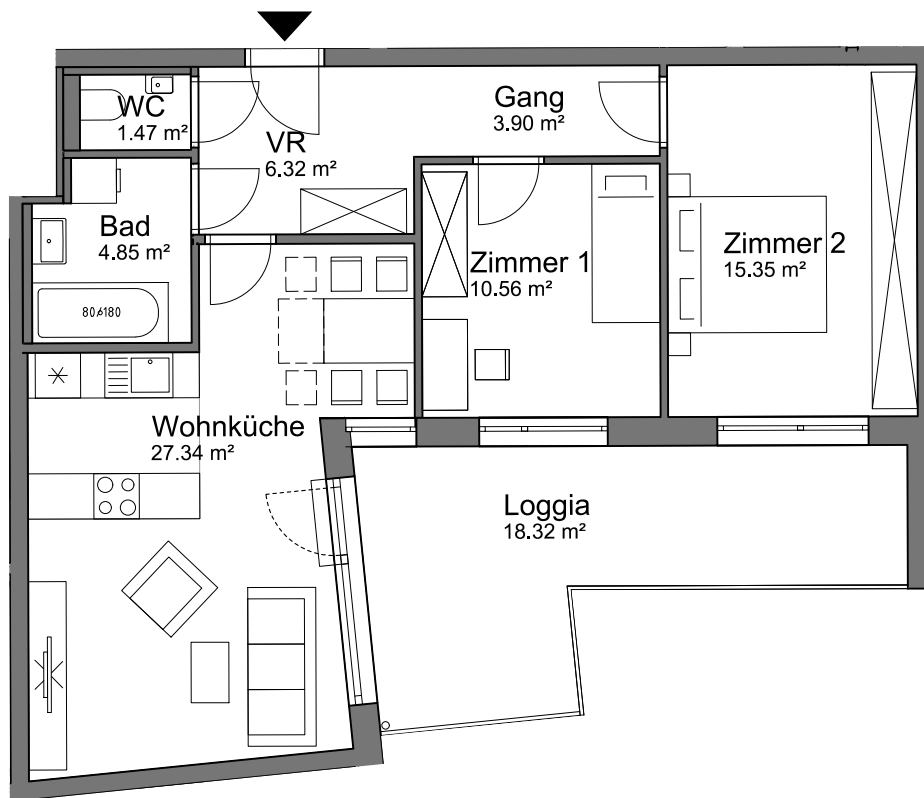 WC
1.47 m²
VR
6.32 m²
Gang
3.90 m²
Bad
4.85 m²
80/180
Zimmer 1
10.56 m²
Zimmer 2
15.35 m²
Wohnküche
27.34 m²
Loggia
18.32 m²